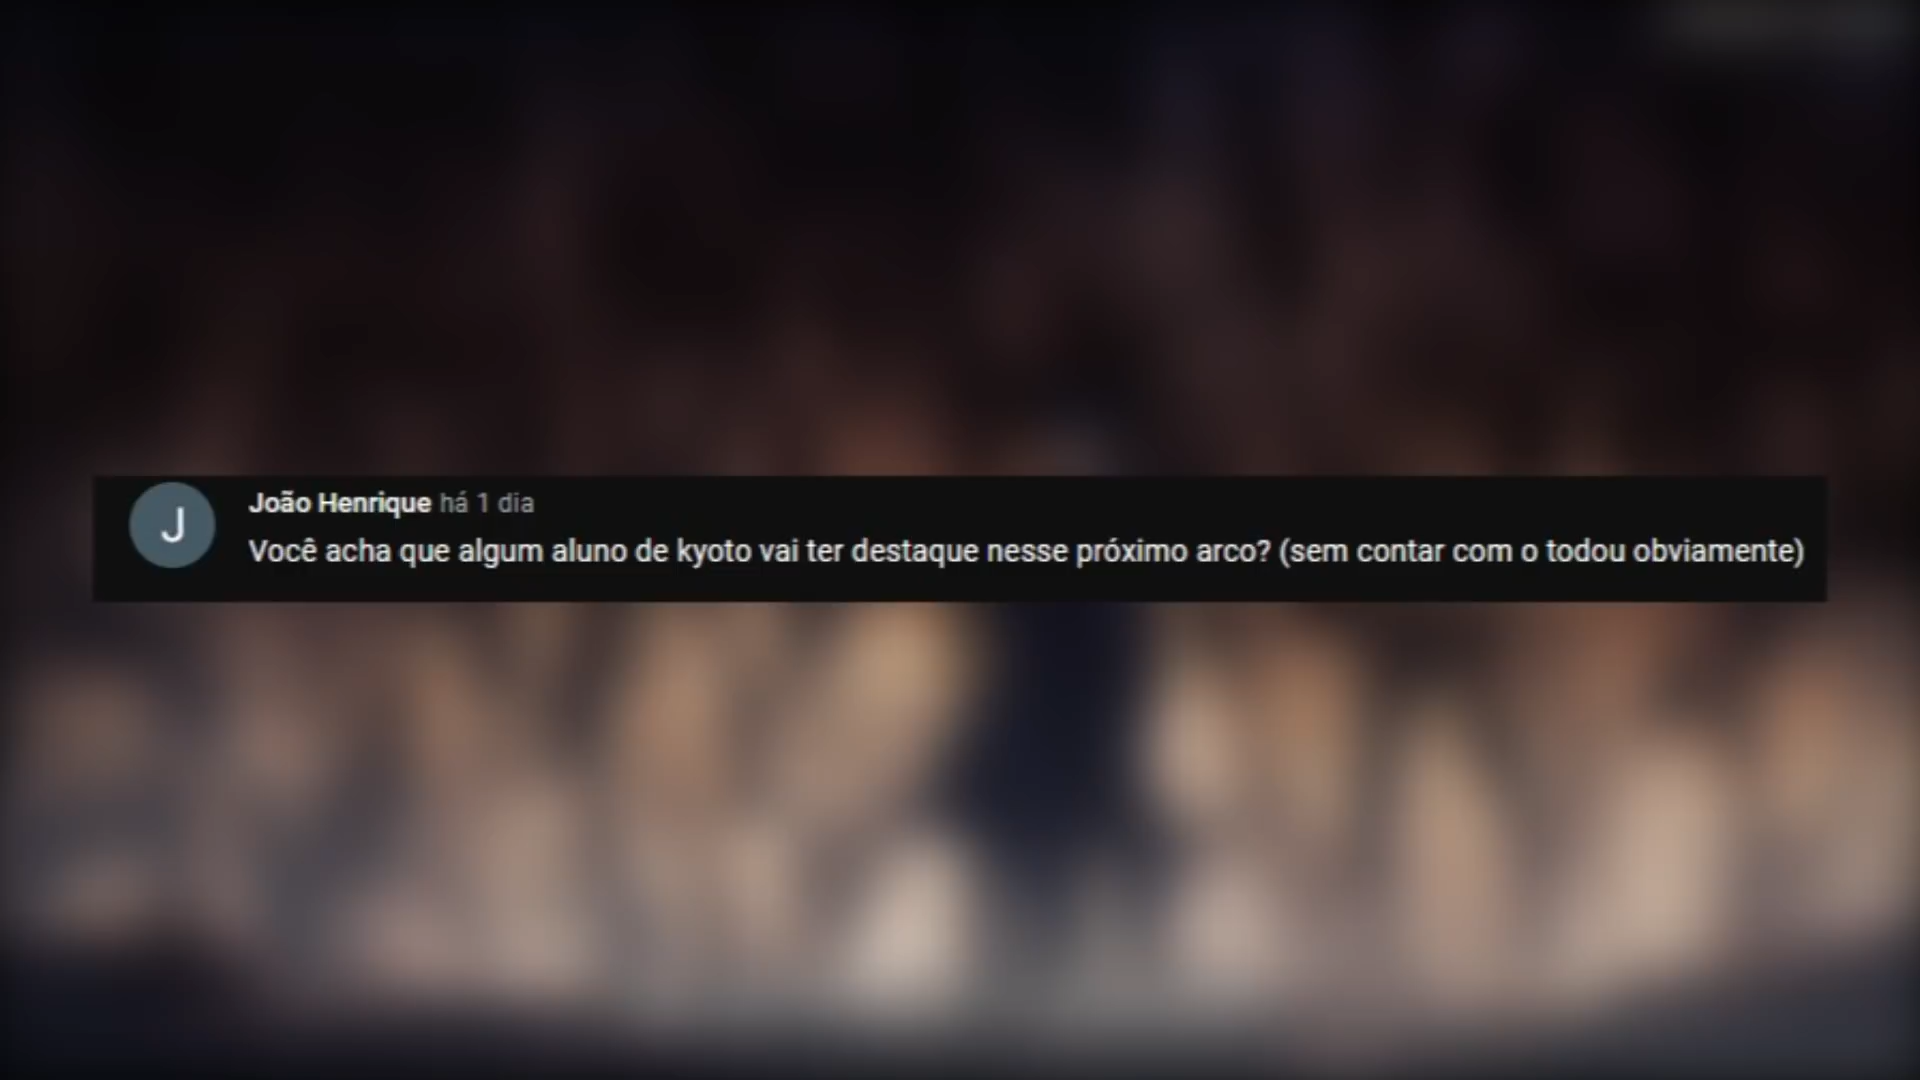 J
João Henrique há 1 dia
Você acha que algum aluno de kyoto vai ter destaque nesse próximo arco? (sem contar com o todou obviamente)